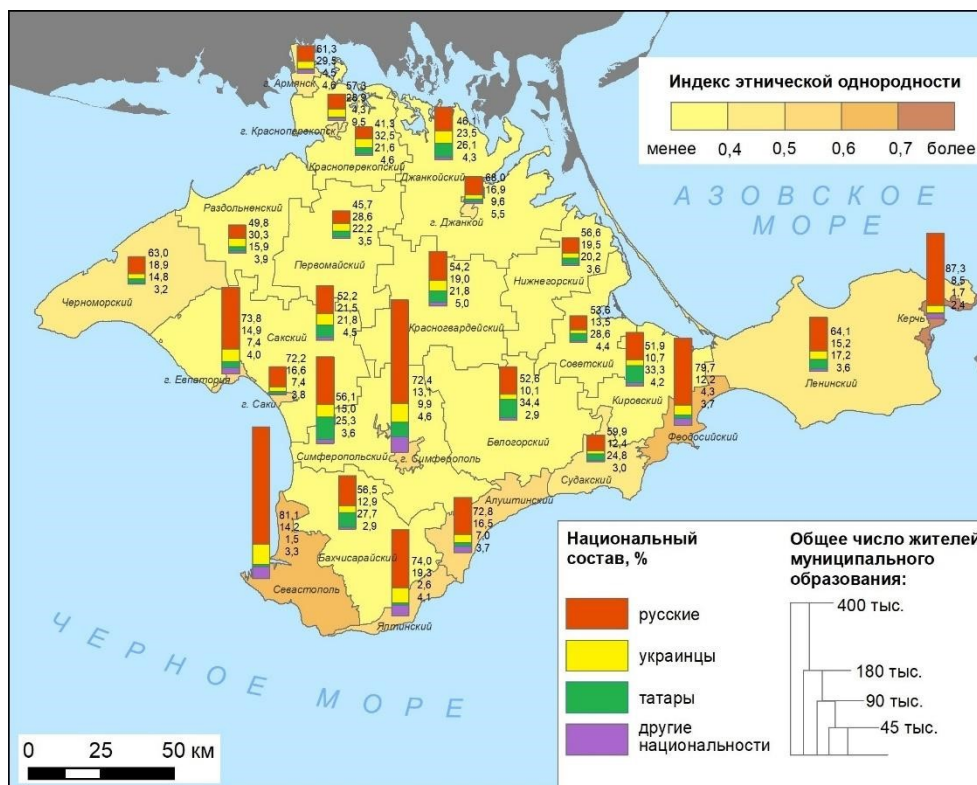 61,3
29,5
4,5
4,6
г. Армянск
57,3
28,9
4,3
9,5
г. Красноперекопск
41,3
32,5
21,6
4,6
Красноперекопский
46,1
23,5
26,1
4,3
Джанкойский
68,0
16,9
9,6
5,5
г. Джанкой
Раздольненский
49,8
30,3
15,9
3,9
45,7
28,6
22,2
3,5
Первомайский
56,6
19,5
20,2
3,6
Нижнегорский
63,0
18,9
14,8
3,2
Черноморский
54,2
19,0
21,8
5,0
Красногвардейский
52,2
21,5
21,8
4,5
Сакский
73,8
14,9
7,4
4,0
г. Евпатория
72,2
16,6
7,4
3,8
г. Саки
53,6
13,5
28,6
4,4
Советский
51,9
10,7
33,3
4,2
Кировский
79,7
12,2
4,3
3,7
Феодосийский
64,1
15,2
17,2
3,6
Ленинский
87,3
8,5
1,7
2,4
Керчь
56,1
15,0
25,3
3,6
Симферопольский
72,4
13,1
9,9
4,6
г. Симферополь
52,6
10,1
34,4
2,9
Белогорский
59,9
12,4
24,8
3,0
Судакский
56,5
12,9
27,7
2,9
Бахчисарайский
72,8
16,5
7,0
3,7
Алуштинский
81,1
14,2
1,5
3,3
Севастополь
74,0
19,3
2,6
4,1
Ялтинский
АЗОВСКОЕ
МОРЕ
ЧЕРНОЕ МОРЕ
Индекс этнической однородности
менее 0,4 0,5 0,6 0,7 более
Национальный
состав, %
русские
украинцы
татары
другие
национальности
Общее число жителей
муниципального
образования:
400 тыс.
180 тыс.
90 тыс.
45 тыс.
0 25 50 км